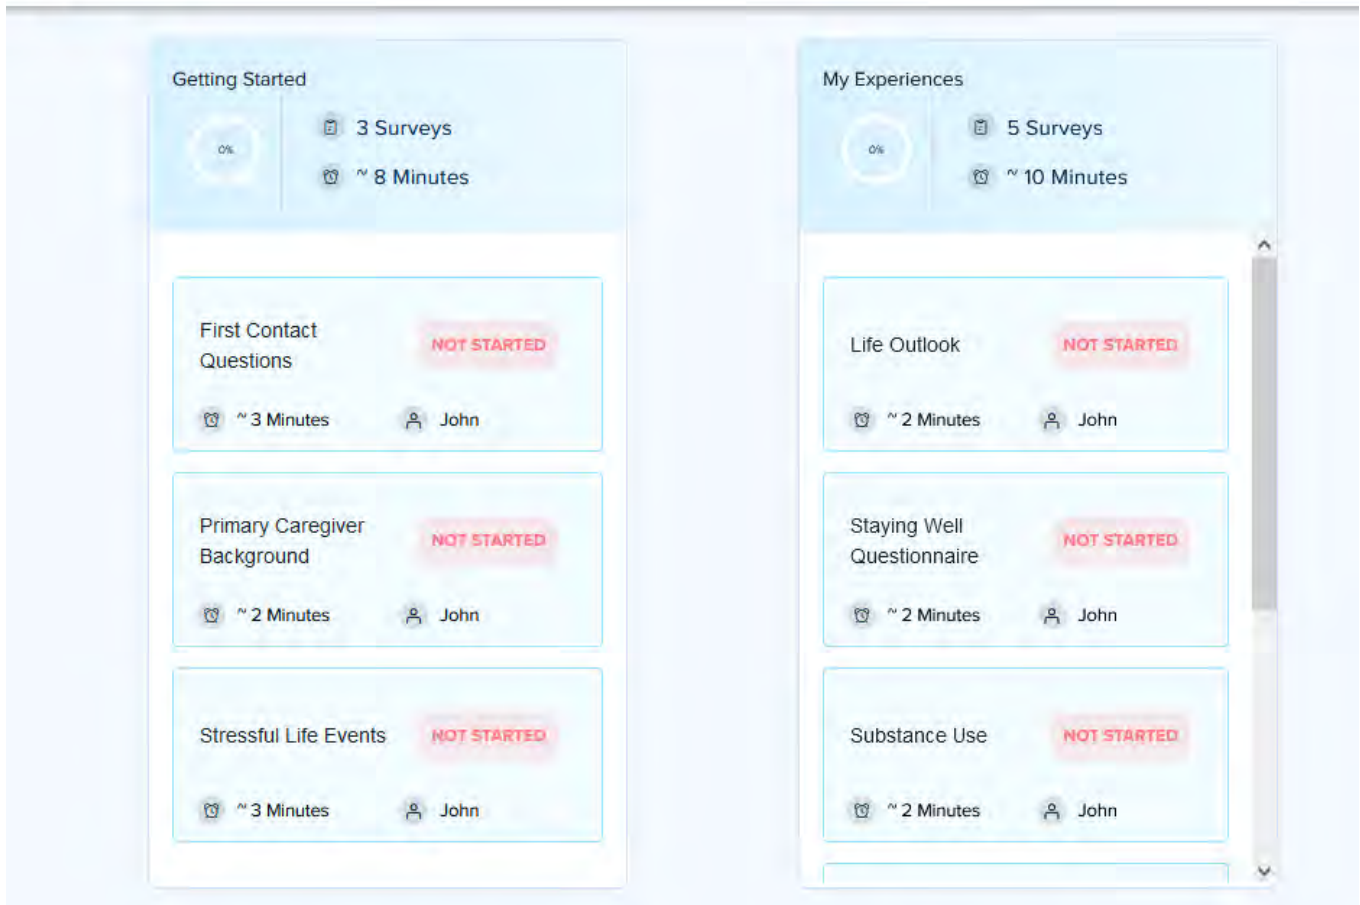 Getting Started
0%
3 Surveys
~ 8 Minutes
First Contact
Questions
NOT STARTED
~ 3 Minutes
John
Primary Caregiver
Background
NOT STARTED
~ 2 Minutes
John
Stressful Life Events
NOT STARTED
~ 3 Minutes
John
My Experiences
0%
5 Surveys
~ 10 Minutes
Life Outlook
NOT STARTED
~ 2 Minutes
John
Staying Well
Questionnaire
NOT STARTED
~ 2 Minutes
John
Substance Use
NOT STARTED
~ 2 Minutes
John